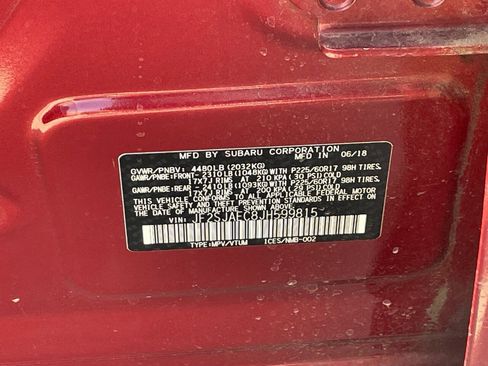 MFD BY SUBARU CORPORATION
GVWR/PNBV: 4480LB(2032KG) MFD IN 06/18
GAWR/PNBE:FRONT-2310LB(1048KG)WITH P225/60R17 98H TIRES.
17X7J RIMS AT 210 KPA(30 PSI)COLD
GAWR/PNBE:REAR -2410LB(1093KG)WITH P225/60R17 98H TIRES.
17X7J RIMS AT 200 KPA(29 PSI)COLD
THIS VEHICLE CONFORMS TO ALL APPLICABLE FEDERAL MOTOR
VEHICLE SAFETY, BUMPER, AND THEFT
PREVENTION STANDARDS IN EFFECT ON THE
DATE OF MANUFACTURE SHOWN ABOVE.
VIN: JF2SJAEC8JH599815
TYPE:MPV/VTUM ICES/NMB-002